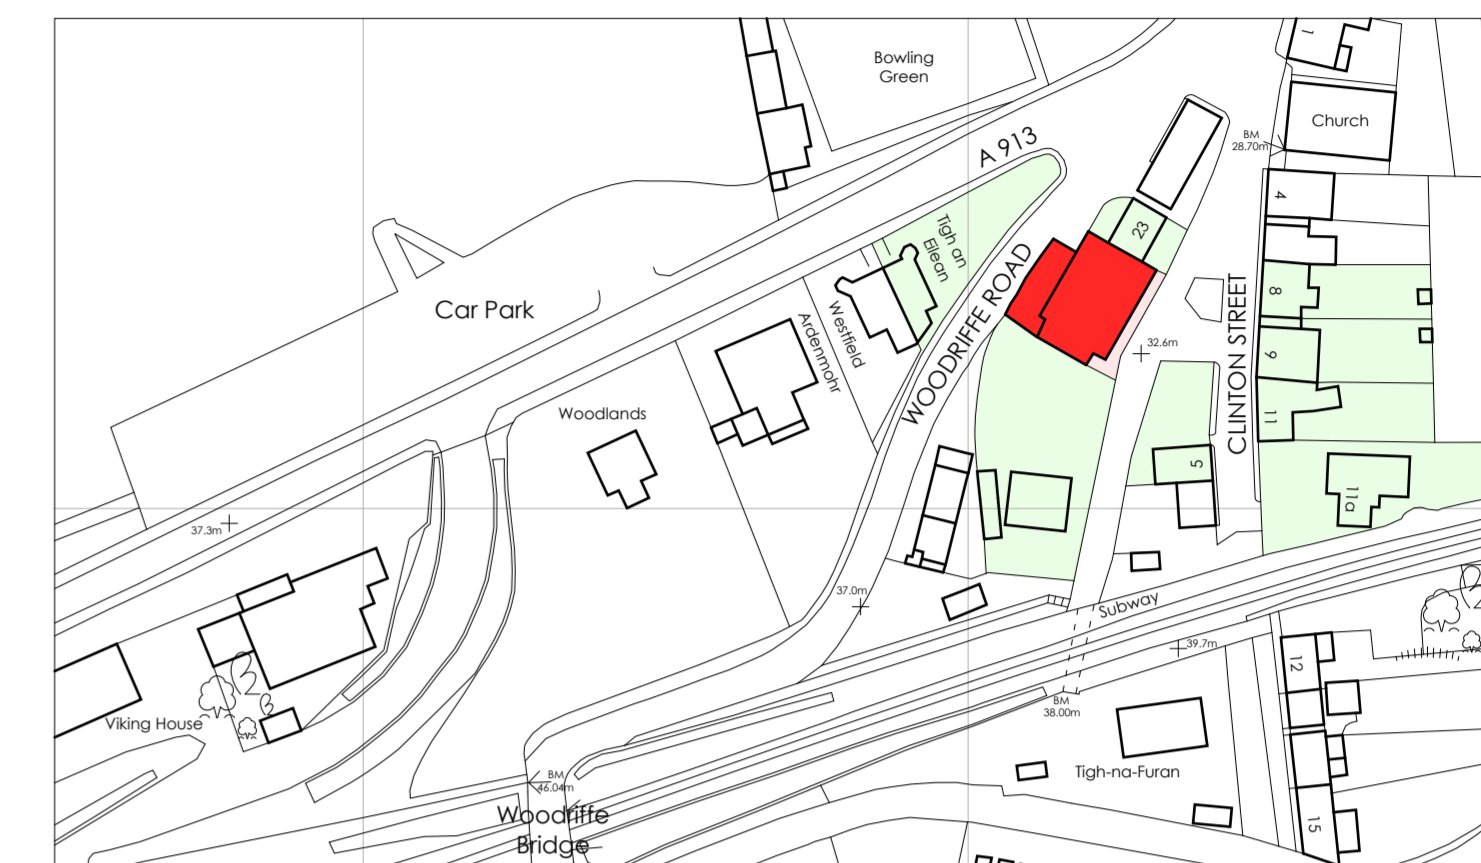 1
Bowling
Green
Church
BM
28.70m
A 913
4
Tigh an
Eilean
23
WOODRIFFE ROAD
8
CLINTON STREET
Car Park
Westfield
Ardenmohr
32.6m
9
11
Woodlands
5
11a
37.3m
37.0m
Subway
39.7m
12
BM
38.00m
Viking House
Tigh-na-Furan
BM
46.04m
Woodriffe
Bridge
15